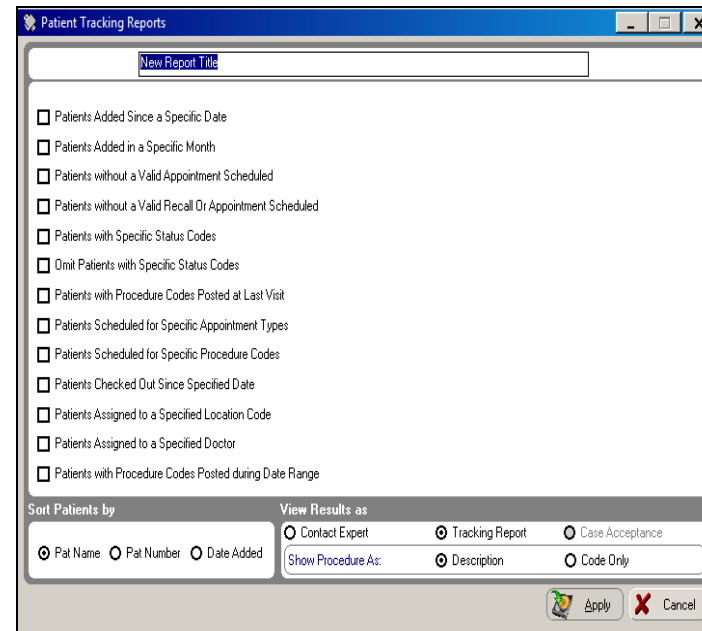 Patient Tracking Reports
New Report Title
Patients Added Since a Specific Date
Patients Added in a Specific Month
Patients without a Valid Appointment Scheduled
Patients without a Valid Recall Or Appointment Scheduled
Patients with Specific Status Codes
Omit Patients with Specific Status Codes
Patients with Procedure Codes Posted at Last Visit
Patients Scheduled for Specific Appointment Types
Patients Scheduled for Specific Procedure Codes
Patients Checked Out Since Specified Date
Patients Assigned to a Specified Location Code
Patients Assigned to a Specified Doctor
Patients with Procedure Codes Posted during Date Range
Sort Patients by
Pat Name Pat Number Date Added
View Results as
Contact Expert Tracking Report Case Acceptance
Show Procedure As: Description Code Only
Apply Cancel